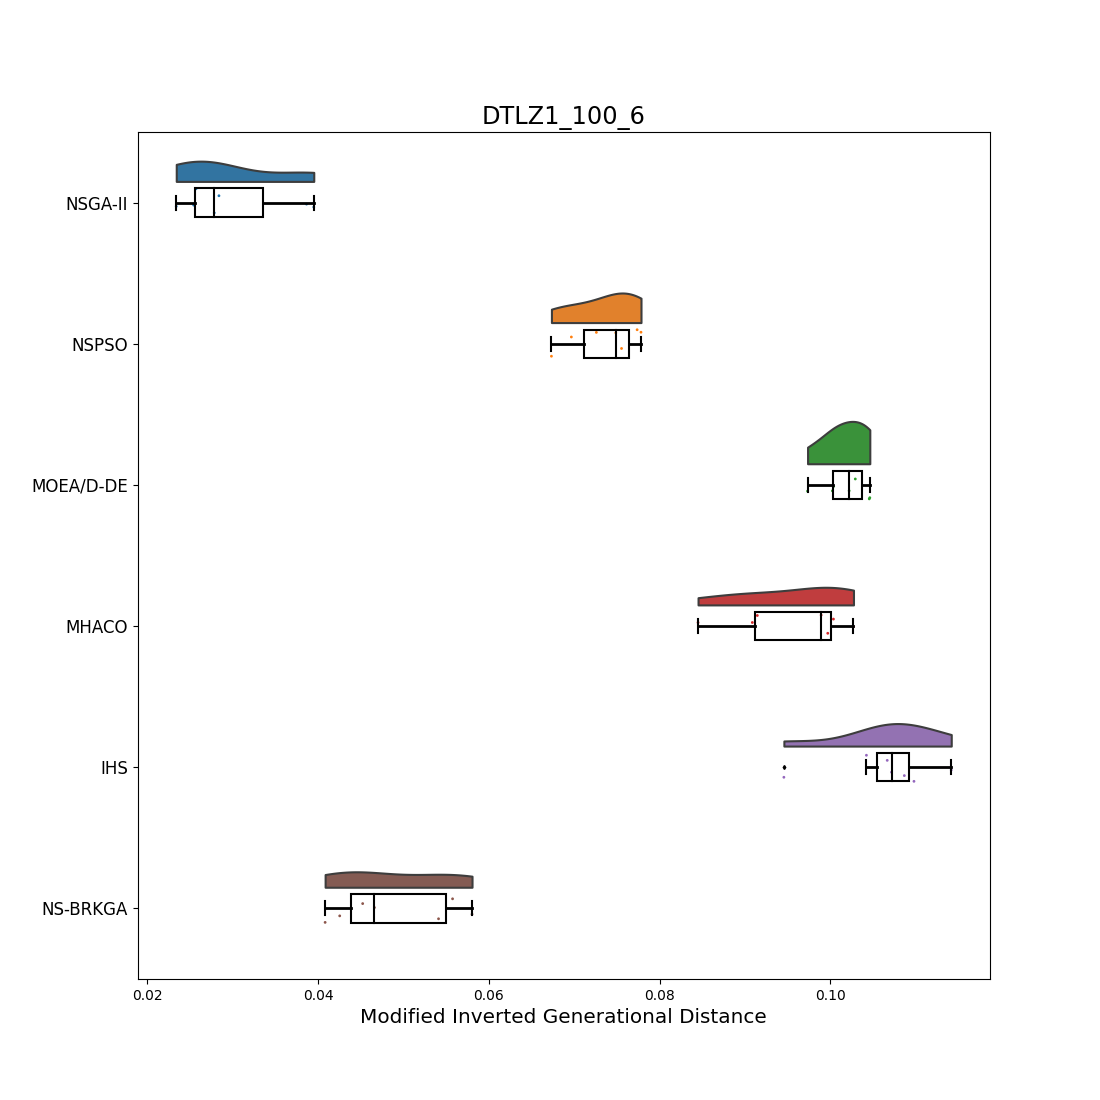 DTLZ1_100_6
NSGA-II
NSPSO
MOEA/D-DE
MHACO
IHS
NS-BRKGA
0.02 0.04 0.06 0.08 0.10
Modified Inverted Generational Distance